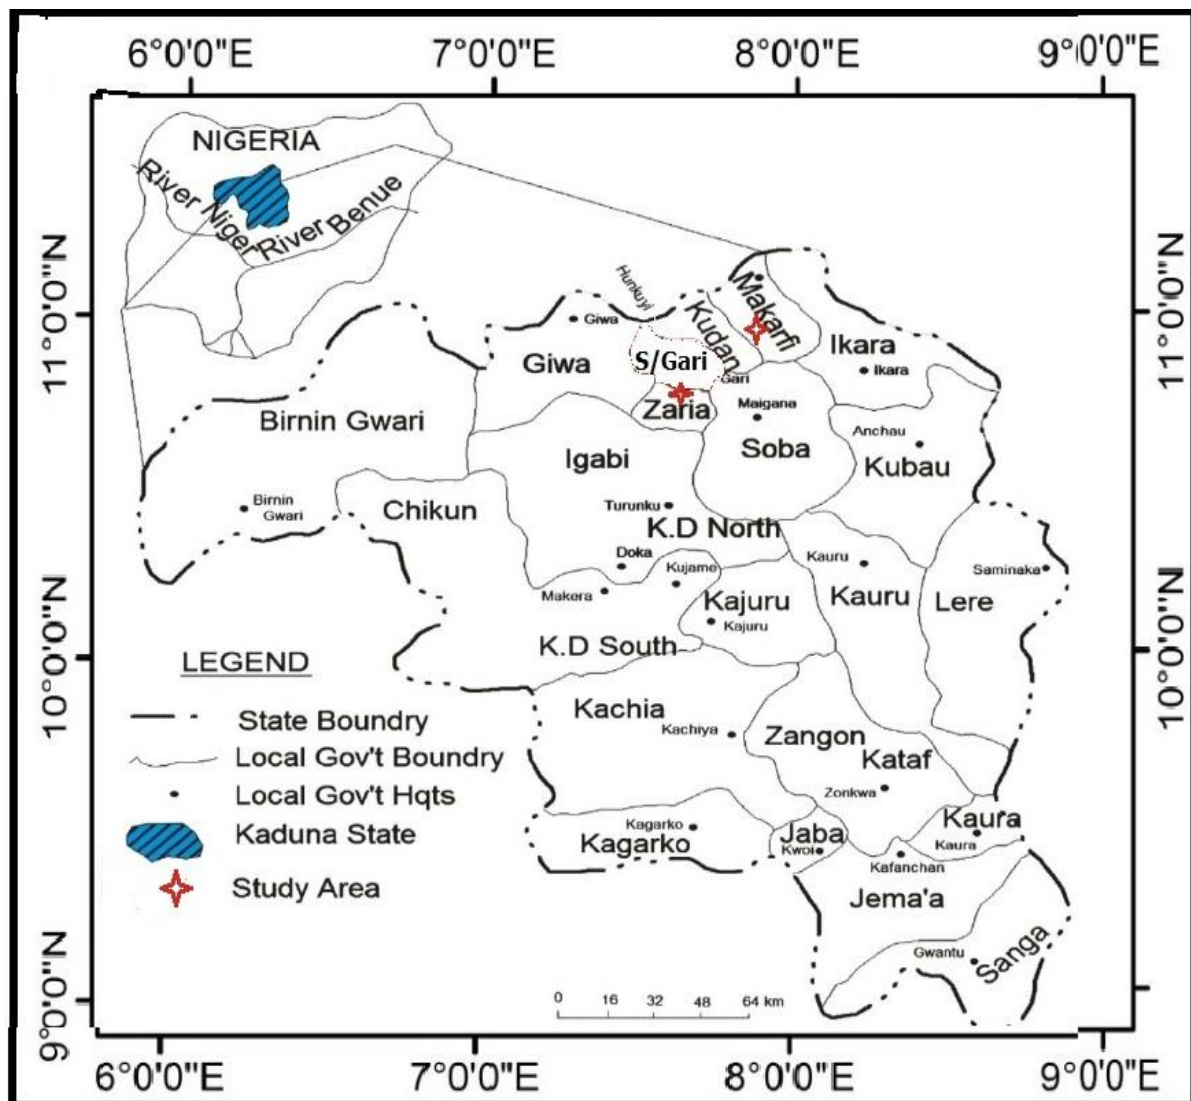 6°0'0"E 7°0'0"E 8°0'0"E 9°0'0"E
NIGERIA
River Niger
River Benue
11°0'0"N
11°0'0"N
Hunkuyi
Makarfi
Kudan
Giwa
Giwa
S/Gari
Gari
Ikara
Ikara
Zaria
Maigana
Soba
Anchau
Kubau
Birnin Gwari
Igabi
Birnin
Gwari
Chikun
Turunku
K.D North
Doka
Kujame
Makera
Kauru
Kauru
Saminaka
Lere
Kajuru
Kajuru
K.D South
10°0'0"N
10°0'0"N
LEGEND
State Boundry
Local Gov't Boundry
Local Gov't Hqts
Kaduna State
Study Area
Kachia
Kachiya
Zangon
Kataf
Zonkwa
Kagarko
Kagarko
Jaba
Kwoi
Kaura
Kaura
Kafanchan
Jema'a
Gwantu
Sanga
9°0'0"N
0 16 32 48 64 km
6°0'0"E 7°0'0"E 8°0'0"E 9°0'0"E